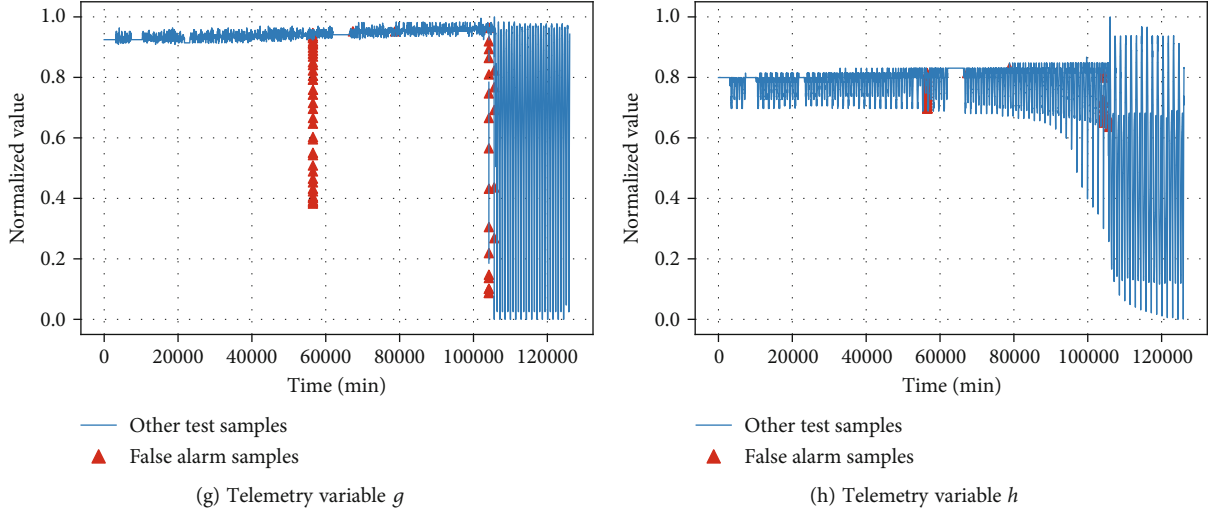 1.0
0.8
0.6
0.4
0.2
0.0
Normalized value
0
20000
40000
60000
80000
100000
120000
Time (min)
Other test samples
False alarm samples
(g) Telemetry variable g
1.0
0.8
0.6
0.4
0.2
0.0
Normalized value
0
20000
40000
60000
80000
100000
120000
Time (min)
Other test samples
False alarm samples
(h) Telemetry variable h